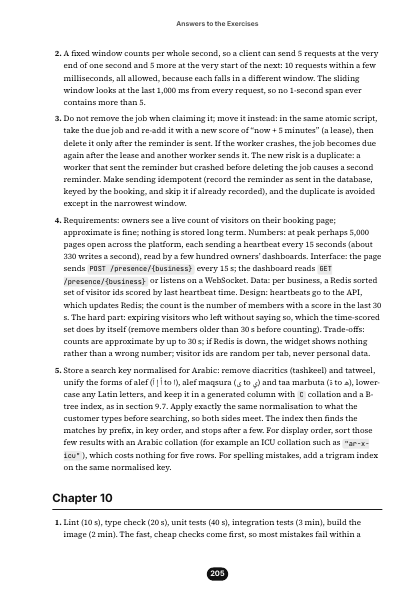 Answers to the Exercises
2. A fixed window counts per whole second, so a client can send 5 requests at the very
end of one second and 5 more at the very start of the next: 10 requests within a few
milliseconds, all allowed, because each falls in a different window. The sliding
window looks at the last 1,000 ms from every request, so no 1-second span ever
contains more than 5.
3. Do not remove the job when claiming it; move it instead: in the same atomic script,
take the due job and re-add it with a new score of “now + 5 minutes” (a lease), then
delete it only after the reminder is sent. If the worker crashes, the job becomes due
again after the lease and another worker sends it. The new risk is a duplicate: a
worker that sent the reminder but crashed before deleting the job causes a second
reminder. Make sending idempotent (record the reminder as sent in the database,
keyed by the booking, and skip it if already recorded), and the duplicate is avoided
except in the narrowest window.
4. Requirements: owners see a live count of visitors on their booking page;
approximate is fine; nothing is stored long term. Numbers: at peak perhaps 5,000
pages open across the platform, each sending a heartbeat every 15 seconds (about
330 writes a second), read by a few hundred owners’ dashboards. Interface: the page
sends POST /presence/{business} every 15 s; the dashboard reads GET
/presence/{business} or listens on a WebSocket. Data: per business, a Redis sorted
set of visitor ids scored by last heartbeat time. Design: heartbeats go to the API,
which updates Redis; the count is the number of members with a score in the last 30
s. The hard part: expiring visitors who left without saying so, which the time-scored
set does by itself (remove members older than 30 s before counting). Trade-offs:
counts are approximate by up to 30 s; if Redis is down, the widget shows nothing
rather than a wrong number; visitor ids are random per tab, never personal data.
5. Store a search key normalised for Arabic: remove diacritics (tashkeel) and tatweel,
unify the forms of alef (أ إ آ to ا), alef maqsura (ى to ي) and taa marbuta (ة to ه), lower-
case any Latin letters, and keep it in a generated column with C collation and a B-
tree index, as in section 9.7. Apply exactly the same normalisation to what the
customer types before searching, so both sides meet. The index then finds the
matches by prefix, in key order, and stops after a few. For display order, sort those
few results with an Arabic collation (for example an ICU collation such as "ar-x-
icu" ), which costs nothing for five rows. For spelling mistakes, add a trigram index
on the same normalised key.
Chapter 10
1. Lint (10 s), type check (20 s), unit tests (40 s), integration tests (3 min), build the
image (2 min). The fast, cheap checks come first, so most mistakes fail within a
205